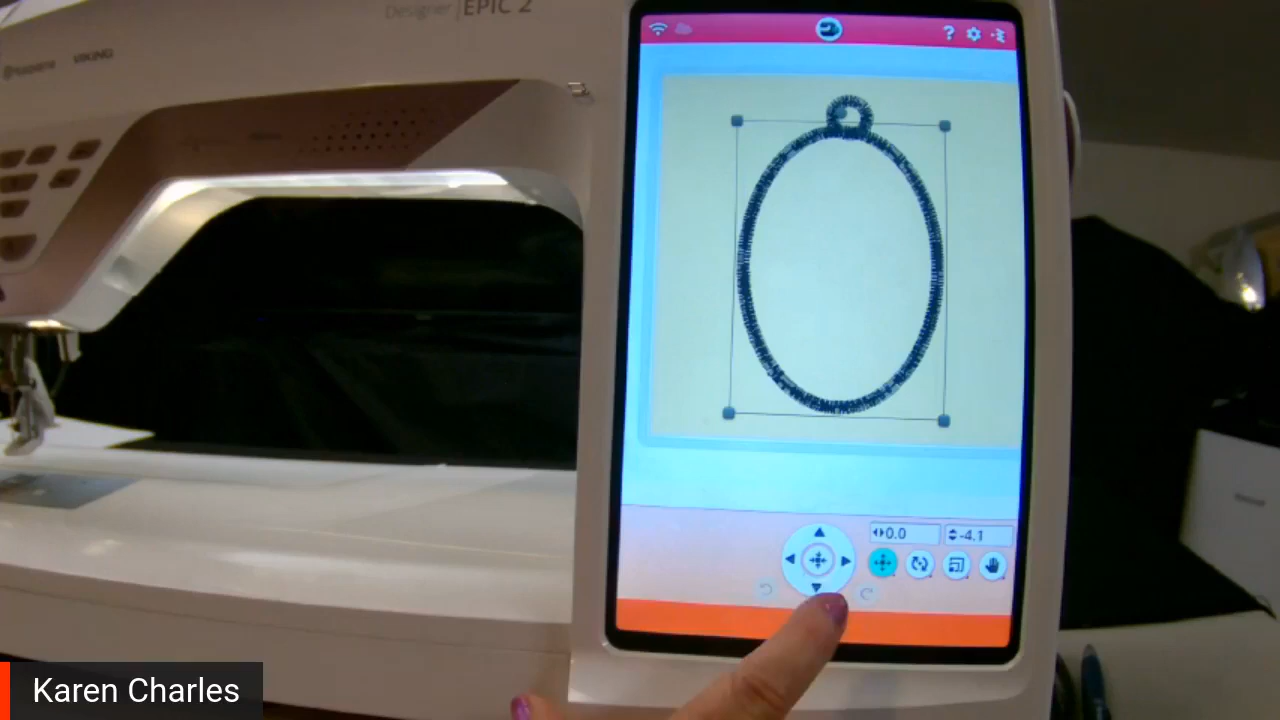 Designer | EPIC 2
Husqvarna VIKING
?
0.0
-4.1
Karen Charles